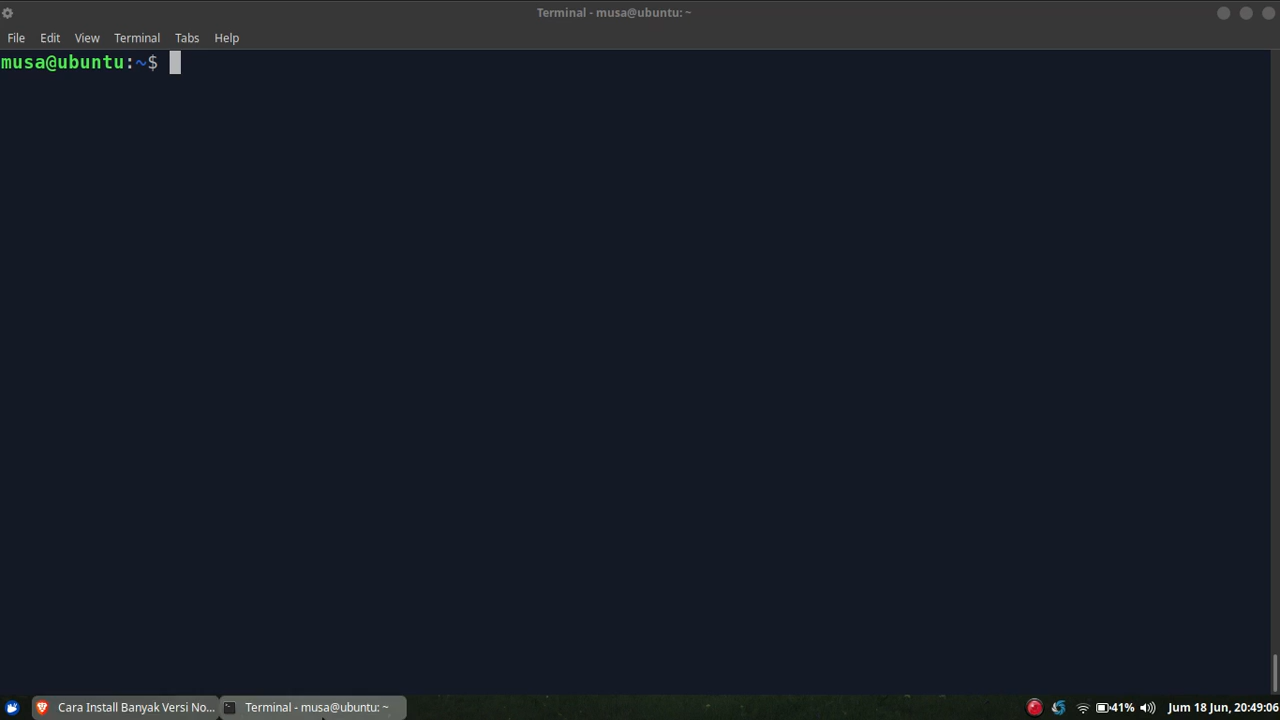 Terminal - musa@ubuntu: ~
File Edit View Terminal Tabs Help
musa@ubuntu:~$
Cara Install Banyak Versi No... Terminal - musa@ubuntu: ~ 41% Jum 18 Jun, 20:49:06